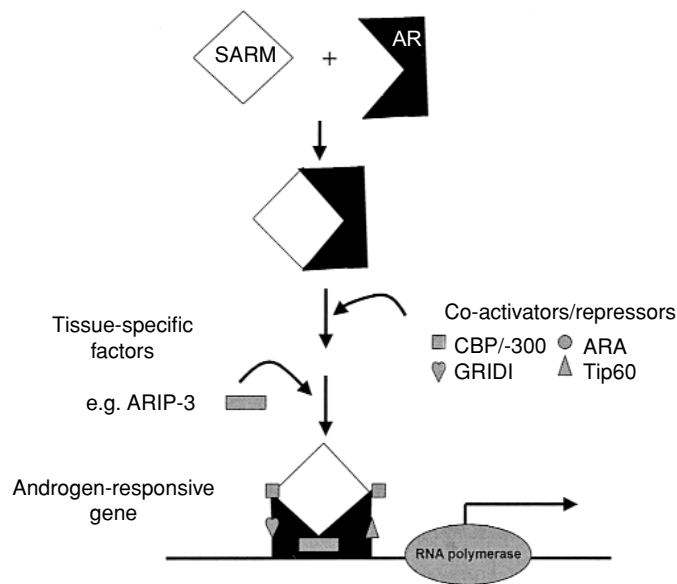 SARM
+
AR
Co-activators/repressors
CBP/-300
ARA
GRIDI
Tip60
Tissue-specific
factors
e.g. ARIP-3
Androgen-responsive
gene
RNA polymerase